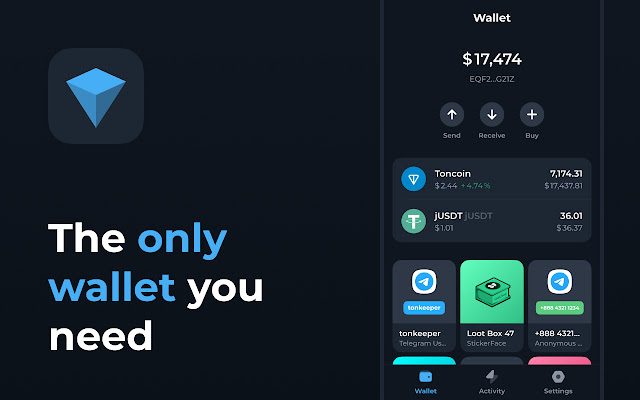 The only
wallet you
need
Wallet
$17,474
EQF2...G21Z
Send
Receive
Buy
Toncoin
7,174.31
$2.44 + 4.74%
$17,437.81
jUSDT jUSDT
36.01
$1.01
$36.37
tonkeeper
+888 4321 1234
tonkeeper
Loot Box 47
+888 4321...
Telegram Us...
StickerFace
Anonymous ...
Wallet
Activity
Settings